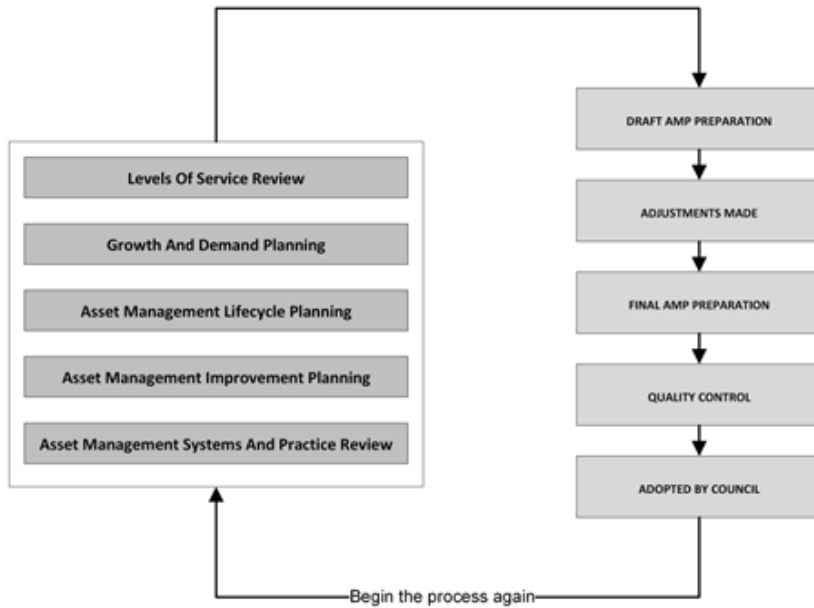 Levels Of Service Review
Growth And Demand Planning
Asset Management Lifecycle Planning
Asset Management Improvement Planning
Asset Management Systems And Practice Review
DRAFT AMP PREPARATION
ADJUSTMENTS MADE
FINAL AMP PREPARATION
QUALITY CONTROL
ADOPTED BY COUNCIL
Begin the process again